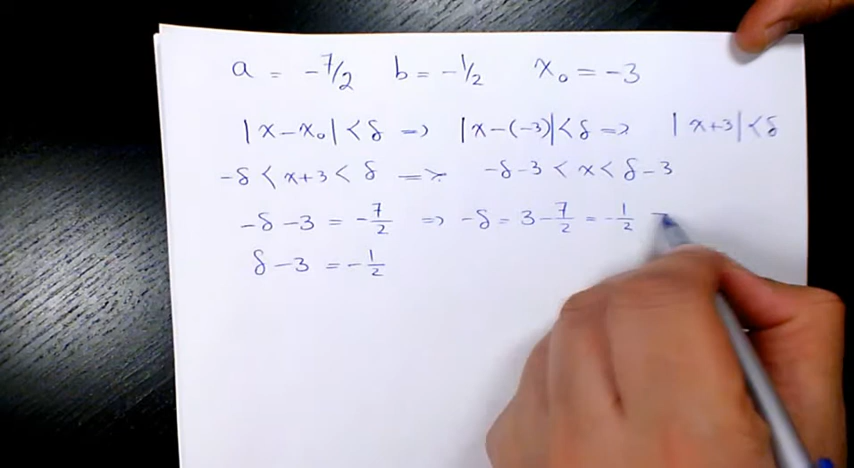 a = -7/2 b = -1/2 x₀ = -3
|x-x₀| < δ => |x-(-3)| < δ => |x+3| < δ
-δ < x+3 < δ => -δ-3 < x < δ-3
-δ-3 = -7/2 => -δ = 3-7/2 = -1/2
δ-3 = -1/2